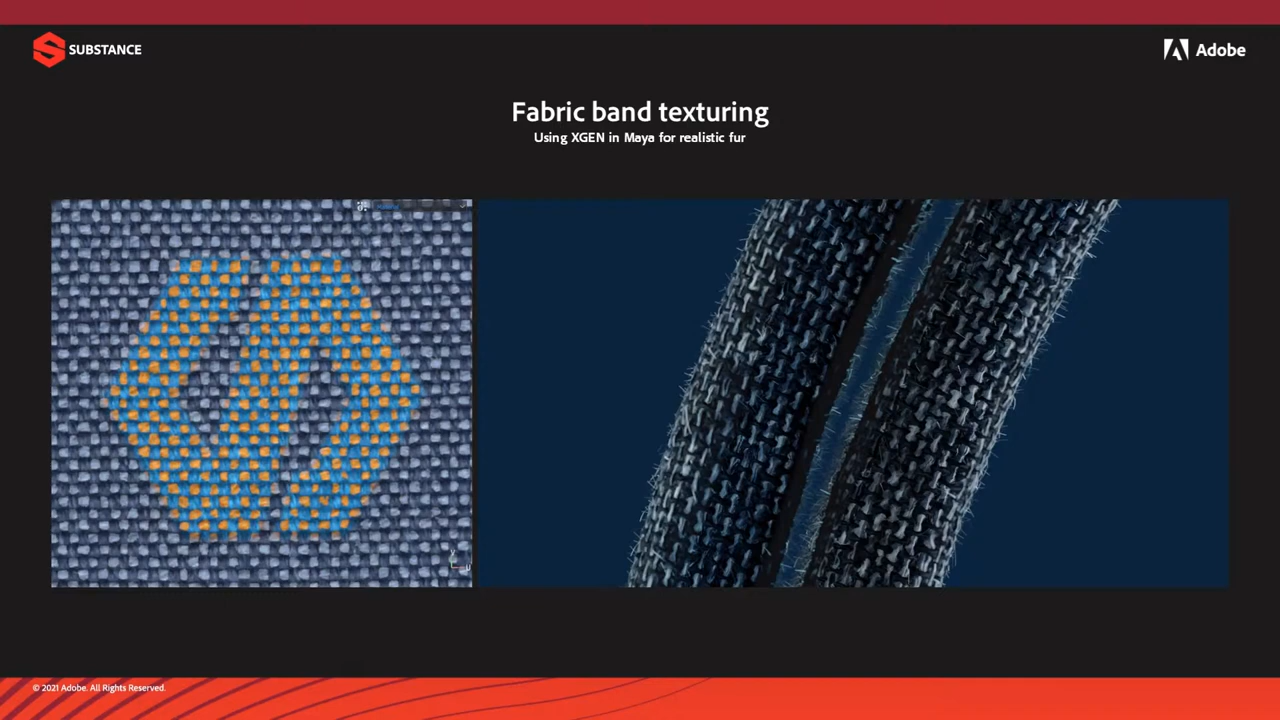 SUBSTANCE
Adobe
Fabric band texturing
Using XGEN in Maya for realistic fur
© 2021 Adobe. All Rights Reserved.